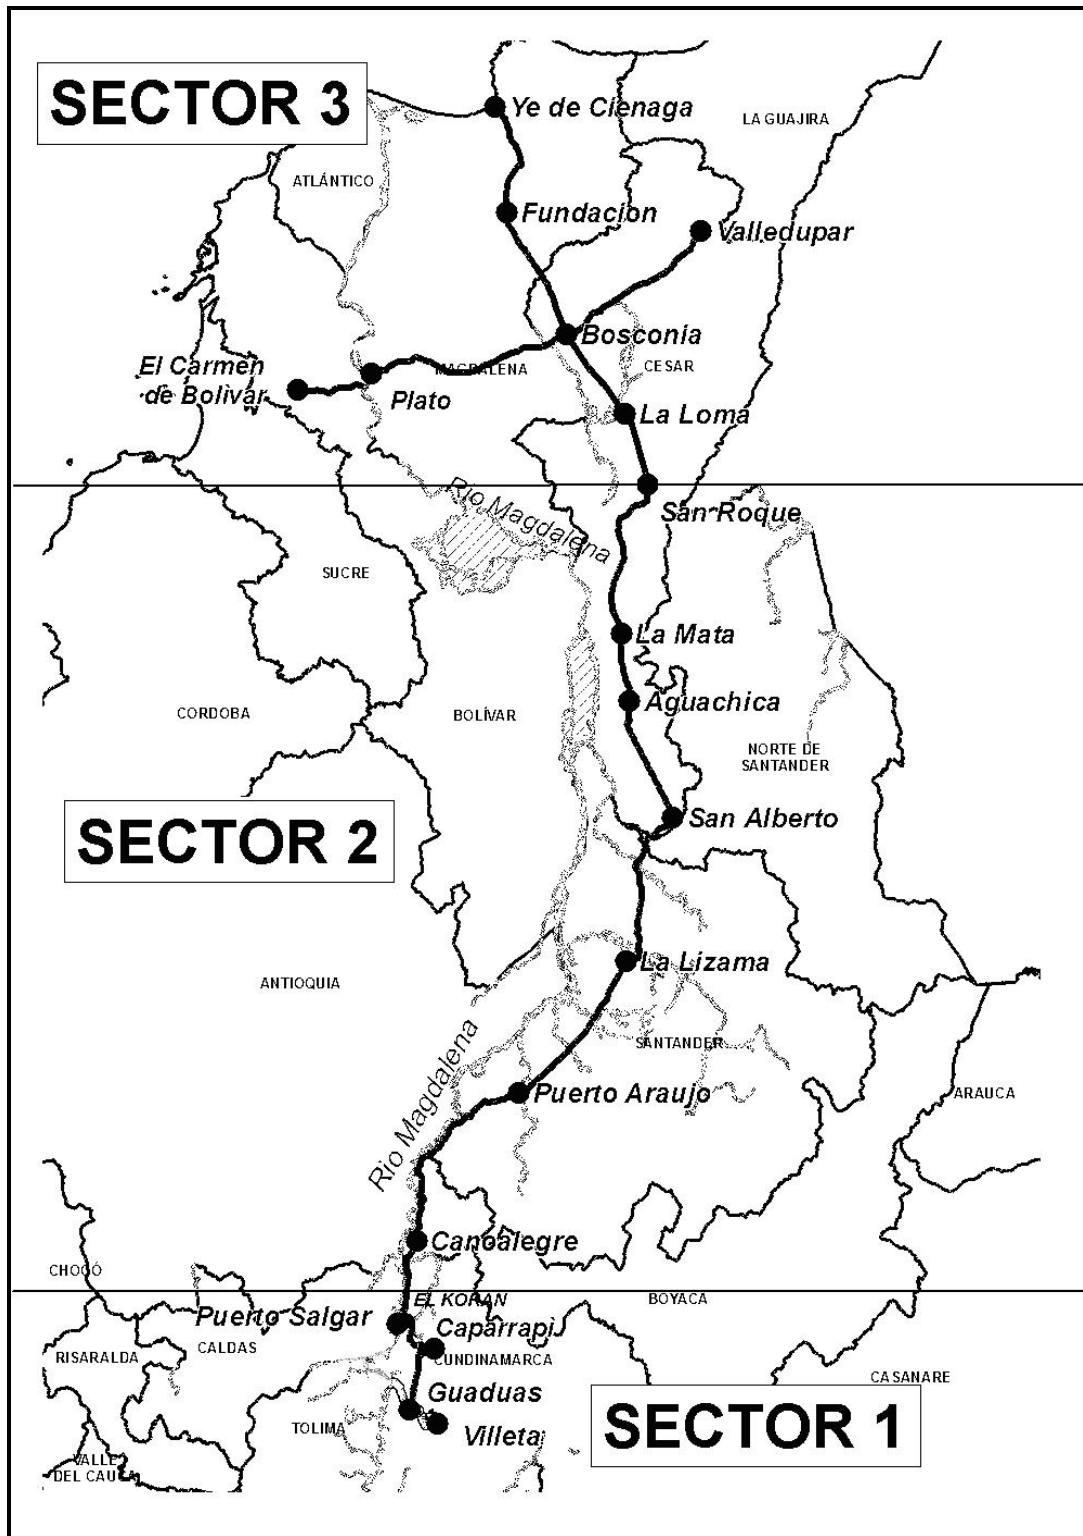 SECTOR 3
Ye de Cienaga
LA GUAJIRA
ATLÁNTICO
Fundacion
Valledupar
Bosconia
El Carmen
de Bolivar
MAGDALENA
CESAR
Plato
La Loma
Rio Magdalena
San Roque
SUCRE
La Mata
Aguachica
CORDOBA
BOLÍVAR
NORTE DE
SANTANDER
San Alberto
SECTOR 2
La Lizama
ANTIOQUIA
SANTANDER
Rio Magdalena
Puerto Araujo
ARAUCA
Canoalegre
CHOCÓ
EL KORAN
BOYACA
Puerto Salgar
Caparrapi
CALDAS
RISARALDA
CUNDINAMARCA
CASANARE
Guaduas
TOLIMA
Villeta
SECTOR 1
VALLE
DEL CAUCA